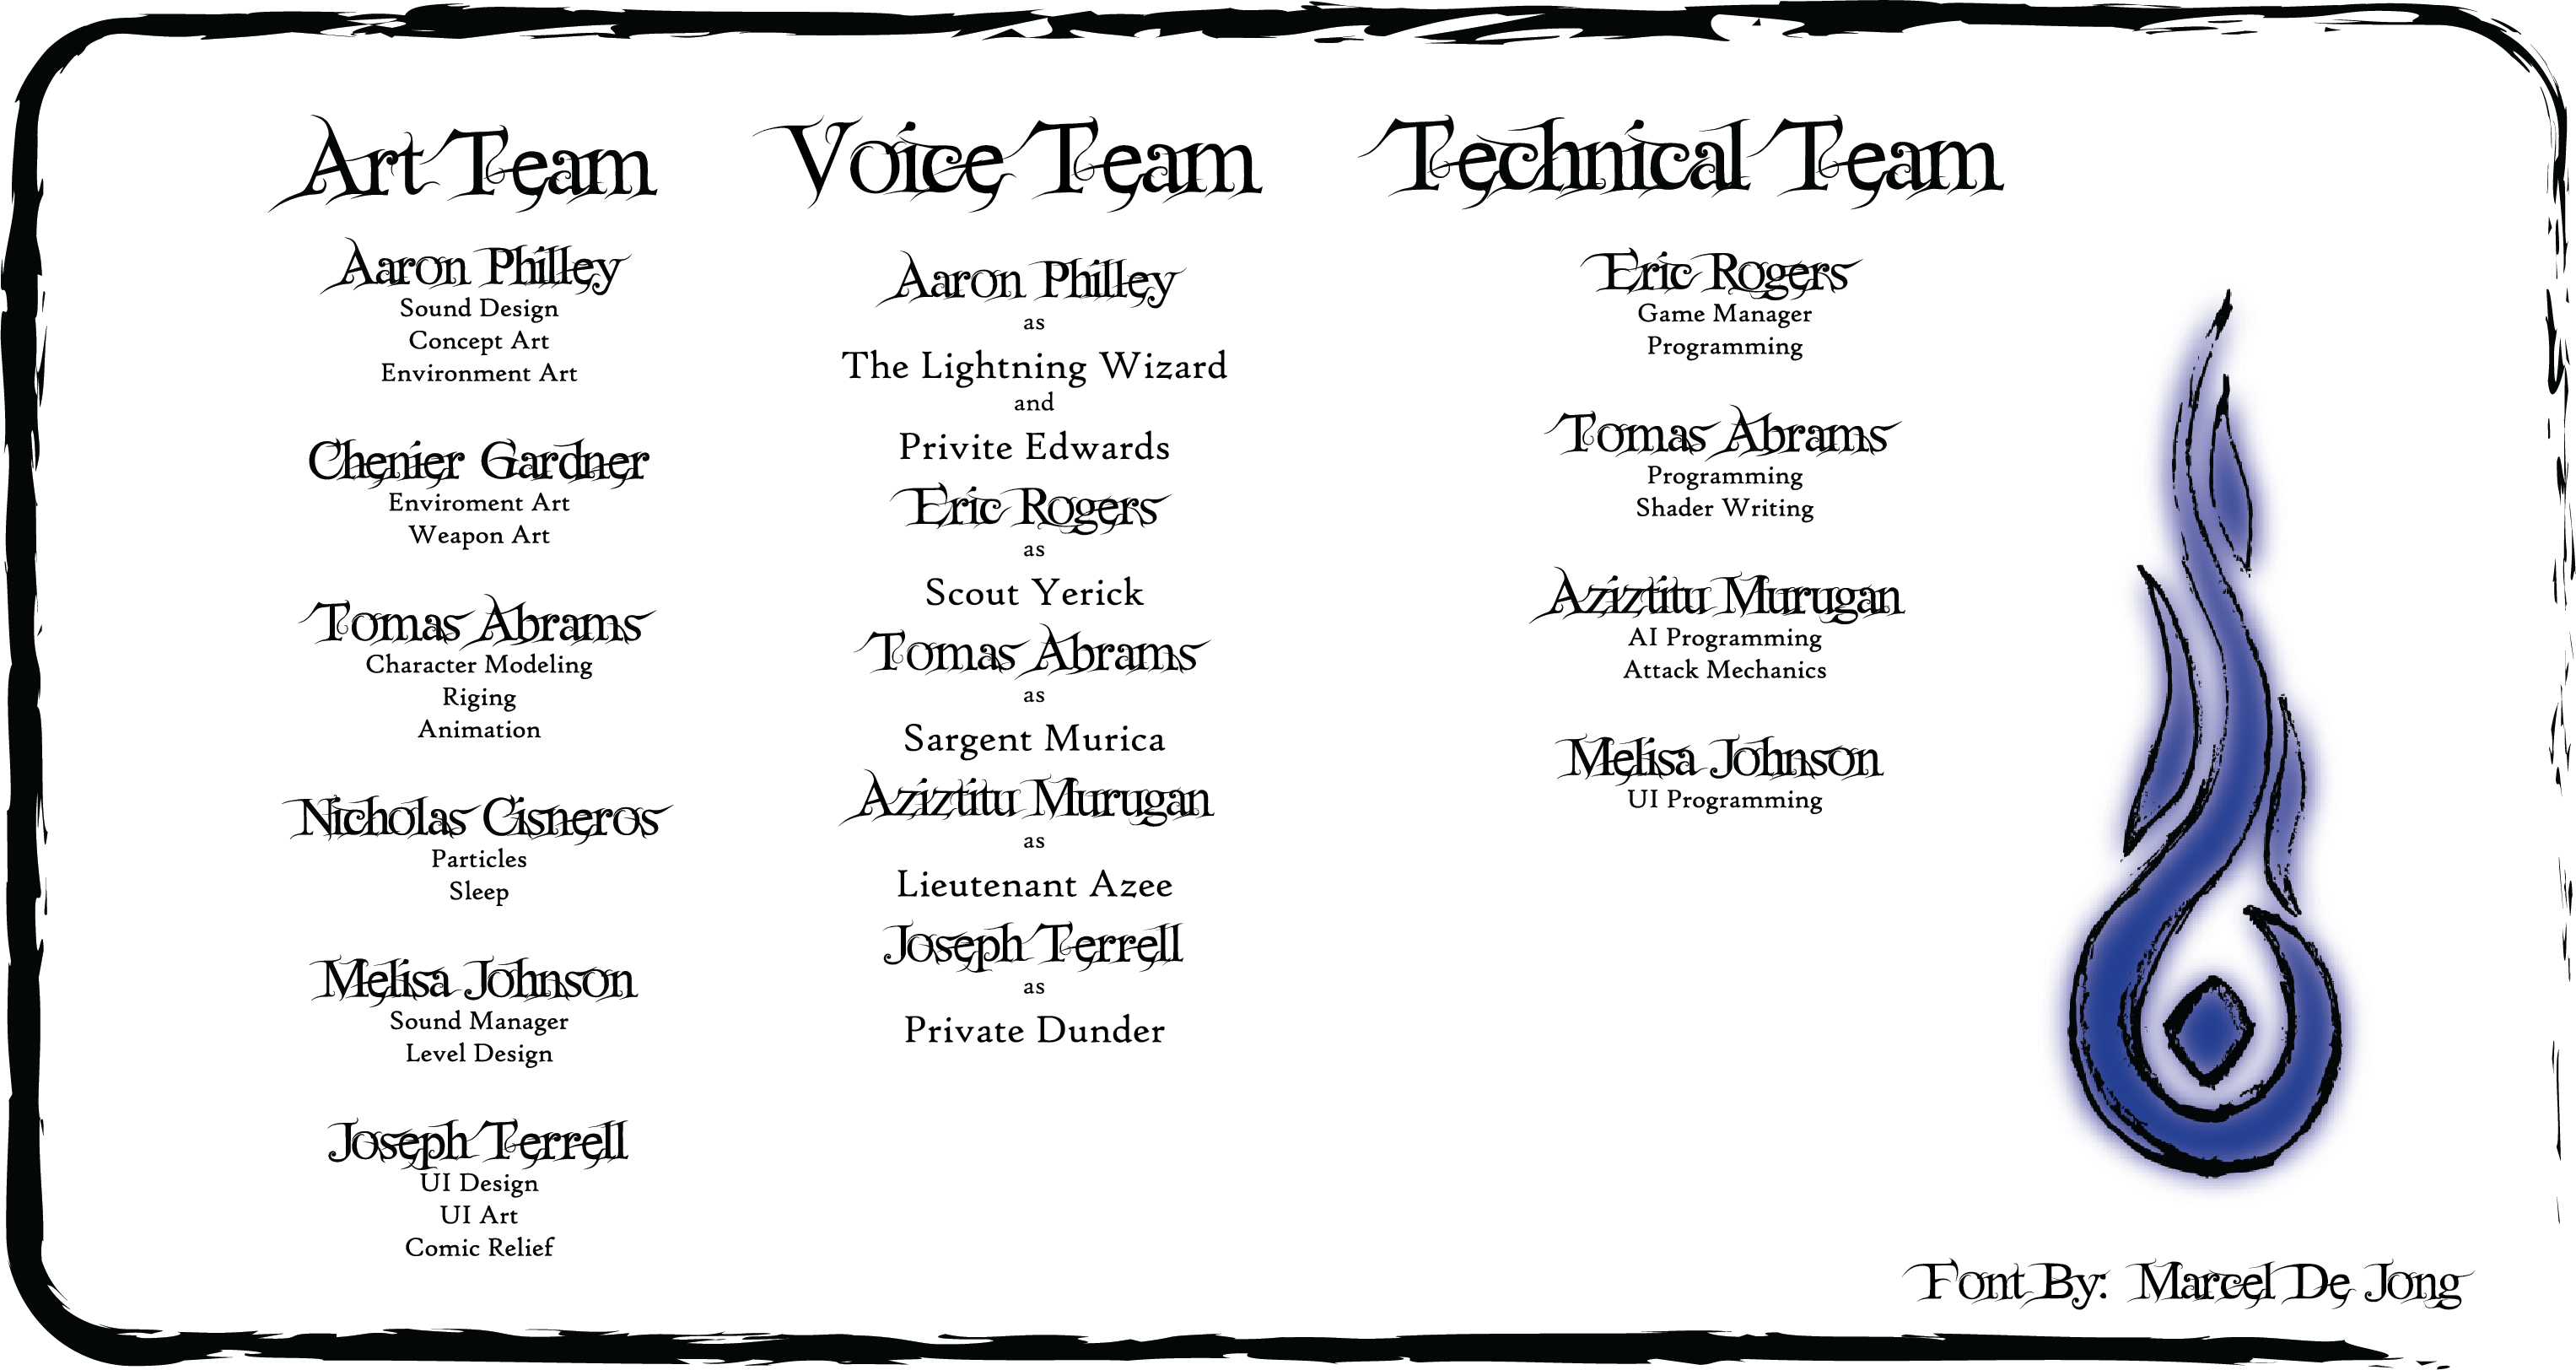 Art Team
Aaron Philley
Sound Design
Concept Art
Environment Art
Chenier Gardner
Enviroment Art
Weapon Art
Tomas Abrams
Character Modeling
Riging
Animation
Nicholas Cisneros
Particles
Sleep
Melisa Johnson
Sound Manager
Level Design
Joseph Terrell
UI Design
UI Art
Comic Relief
Voice Team
Aaron Philley
as
The Lightning Wizard
and
Privite Edwards
Eric Rogers
as
Scout Yerick
Tomas Abrams
as
Sargent Murica
Aziztitu Murugan
as
Lieutenant Azee
Joseph Terrell
as
Private Dunder
Technical Team
Eric Rogers
Game Manager
Programming
Tomas Abrams
Programming
Shader Writing
Aziztitu Murugan
AI Programming
Attack Mechanics
Melisa Johnson
UI Programming
Font By: Marcel De Jong